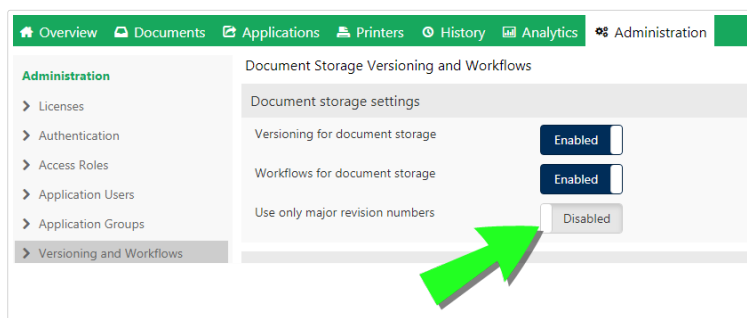 Overview Documents Applications Printers History Analytics Administration
Administration
Licenses
Authentication
Access Roles
Application Users
Application Groups
Versioning and Workflows
Document Storage Versioning and Workflows
Document storage settings
Versioning for document storage Enabled
Workflows for document storage Enabled
Use only major revision numbers Disabled